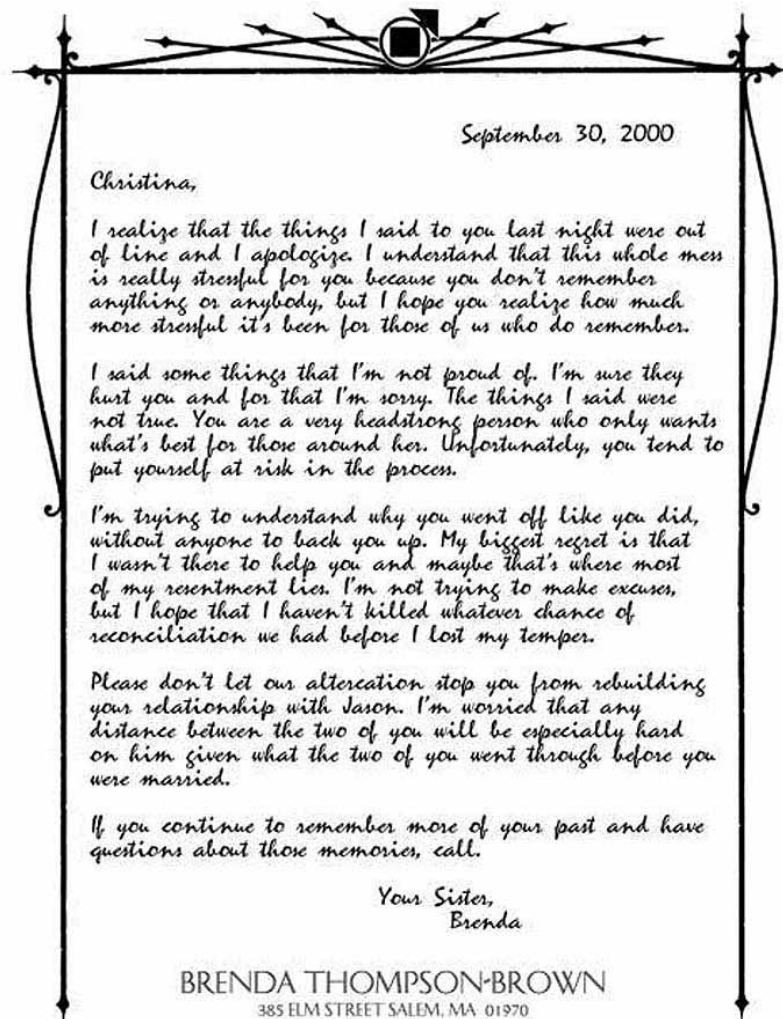 September 30, 2000
Christina,
I realize that the things I said to you last night were out
of line and I apologize. I understand that this whole mess
is really stressful for you because you don't remember
anything or anybody, but I hope you realize how much
more stressful it's been for those of us who do remember.
I said some things that I'm not proud of. I'm sure they
hurt you and for that I'm sorry. The things I said were
not true. You are a very headstrong person who only wants
what's best for those around her. Unfortunately, you tend to
put yourself at risk in the process.
I'm trying to understand why you went off like you did,
without anyone to back you up. My biggest regret is that
I wasn't there to help you and maybe that's where most
of my resentment lies. I'm not trying to make excuses,
but I hope that I haven't killed whatever chance of
reconciliation we had before I lost my temper.
Please don't let our altercation stop you from rebuilding
your relationship with Jason. I'm worried that any
distance between the two of you will be especially hard
on him given what the two of you went through before you
were married.
If you continue to remember more of your past and have
questions about those memories, call.
Your Sister,
Brenda
BRENDA THOMPSON-BROWN
385 ELM STREET SALEM, MA 01970